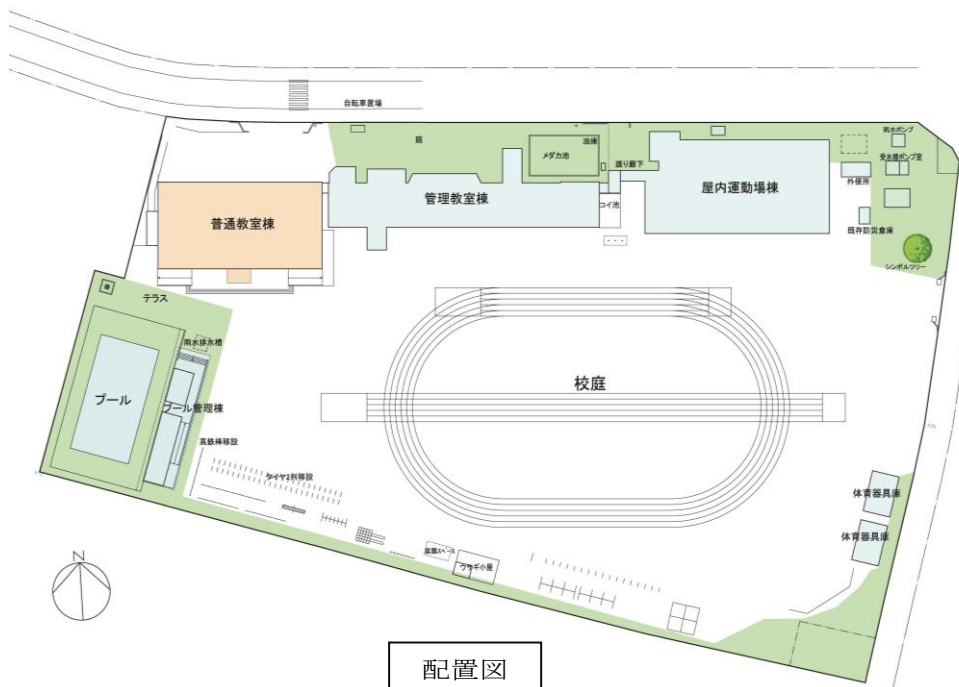 自転車置場
庭
油庫
メダカ池
渡り廊下
雨水ポンプ
受水槽ポンプ室
外便所
管理教室棟
屋内運動場棟
コイ池
普通教室棟
既存防災倉庫
シンボルツリー
テラス
雨水排水槽
校庭
プール
プール管理棟
高鉄棒移設
タイヤ2列移設
体育器具庫
体育器具庫
ウサギ小屋
N
配置図